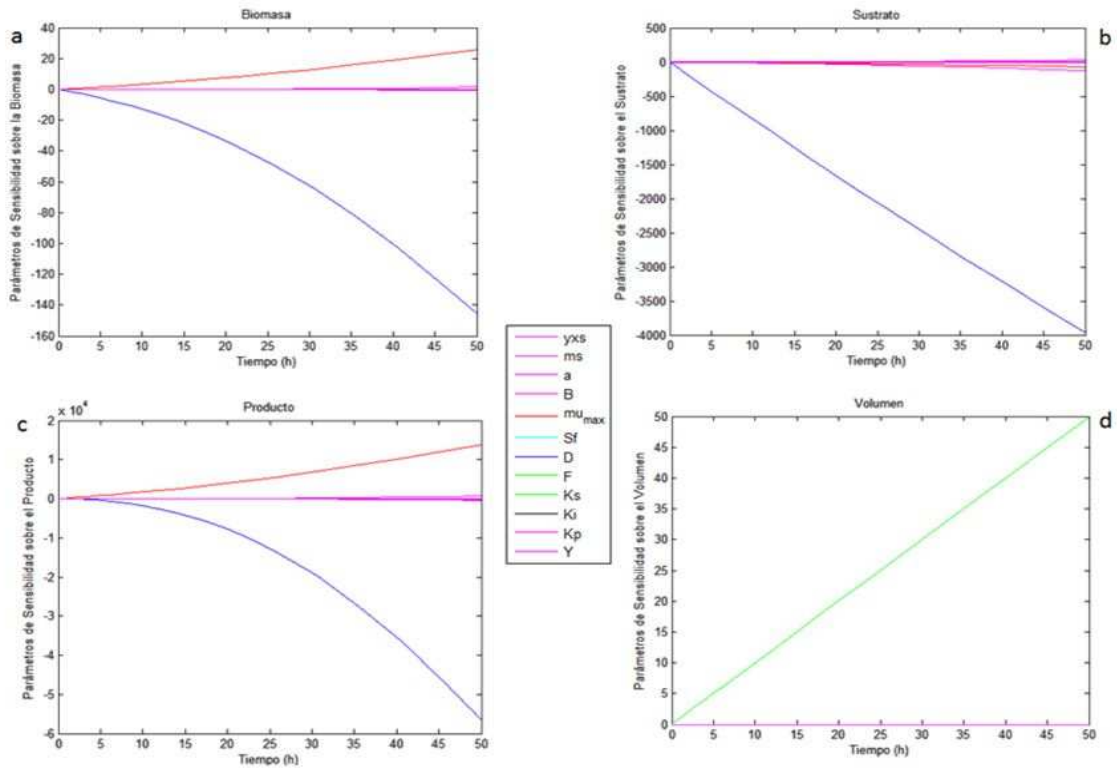 a
Biomasa
Parámetros de Sensibilidad sobre la Biomasa
40
20
0
-20
-40
-60
-80
-100
-120
-140
-160
0 5 10 15 20 25 30 35 40 45 50
Tiempo (h)
b
Sustrato
Parámetros de Sensibilidad sobre el Sustrato
500
0
-500
-1000
-1500
-2000
-2500
-3000
-3500
-4000
0 5 10 15 20 25 30 35 40 45 50
Tiempo (h)
yxs
ms
a
B
mu_max
Sf
D
F
Ks
Ki
Kp
Y
c
x 10^4
Producto
Parámetros de Sensibilidad sobre el Producto
2
1
0
-1
-2
-3
-4
-5
-6
0 5 10 15 20 25 30 35 40 45 50
Tiempo (h)
d
Volumen
Parámetros de Sensibilidad sobre el Volumen
50
45
40
35
30
25
20
15
10
5
0
0 5 10 15 20 25 30 35 40 45 50
Tiempo (h)